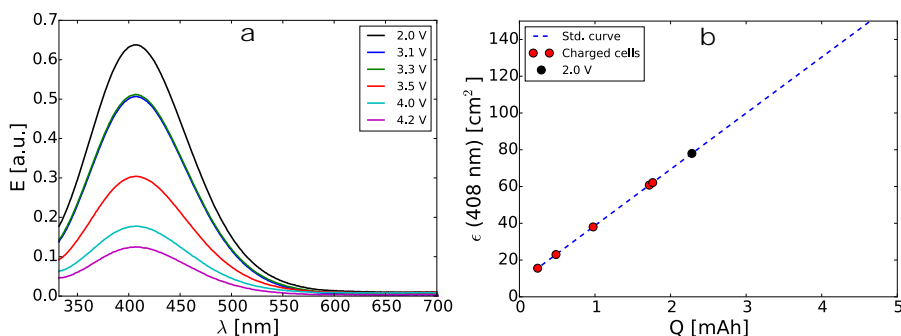 a
0.7
0.6
0.5
0.4
0.3
0.2
0.1
0.0
E [a.u.]
350 400 450 500 550 600 650 700
λ [nm]
2.0 V
3.1 V
3.3 V
3.5 V
4.0 V
4.2 V
b
140
120
100
80
60
40
20
0
ϵ (408 nm) [cm²]
0 1 2 3 4 5
Q [mAh]
Std. curve
Charged cells
2.0 V